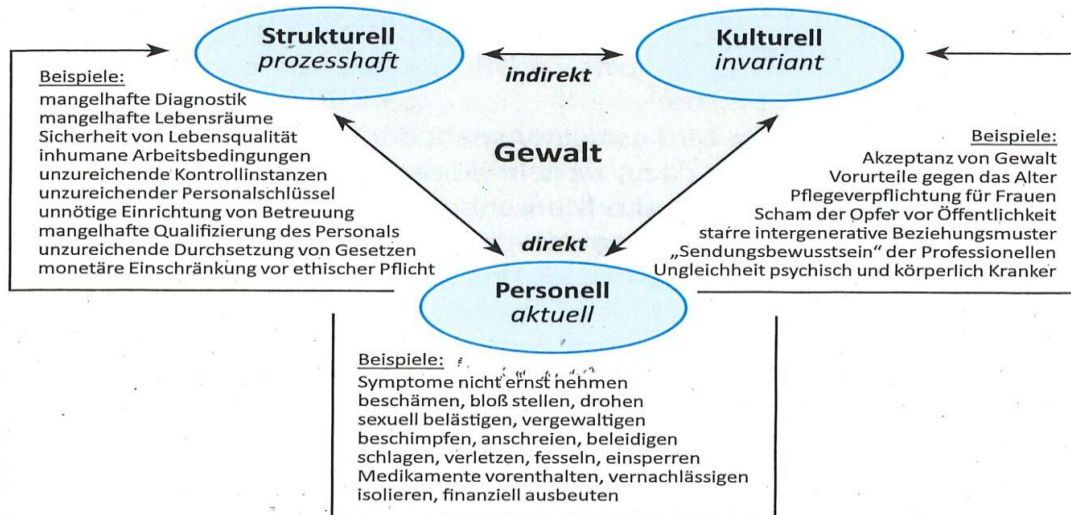 Strukturell
prozesshaft
Kulturell
invariant
indirekt
Gewalt
direkt
Beispiele:
mangelhafte Diagnostik
mangelhafte Lebensräume
Sicherheit von Lebensqualität
inhumane Arbeitsbedingungen
unzureichende Kontrollinstanzen
unzureichender Personalschlüssel
unnötige Einrichtung von Betreuung
mangelhafte Qualifizierung des Personals
unzureichende Durchsetzung von Gesetzen
monetäre Einschränkung vor ethischer Pflicht
Beispiele:
Akzeptanz von Gewalt
Vorurteile gegen das Alter
Pflegeverpflichtung für Frauen
Scham der Opfer vor Öffentlichkeit
starre intergenerative Beziehungsmuster
„Sendungsbewusstsein“ der Professionellen
Ungleichheit psychisch und körperlich Kranker
Personell
aktuell
Beispiele:
Symptome nicht ernst nehmen
beschämen, bloß stellen, drohen
sexuell belästigen, vergewaltigen
beschimpfen, anschreien, beleidigen
schlagen, verletzen, fesseln, einsperren
Medikamente vorenthalten, vernachlässigen
isolieren, finanziell ausbeuten